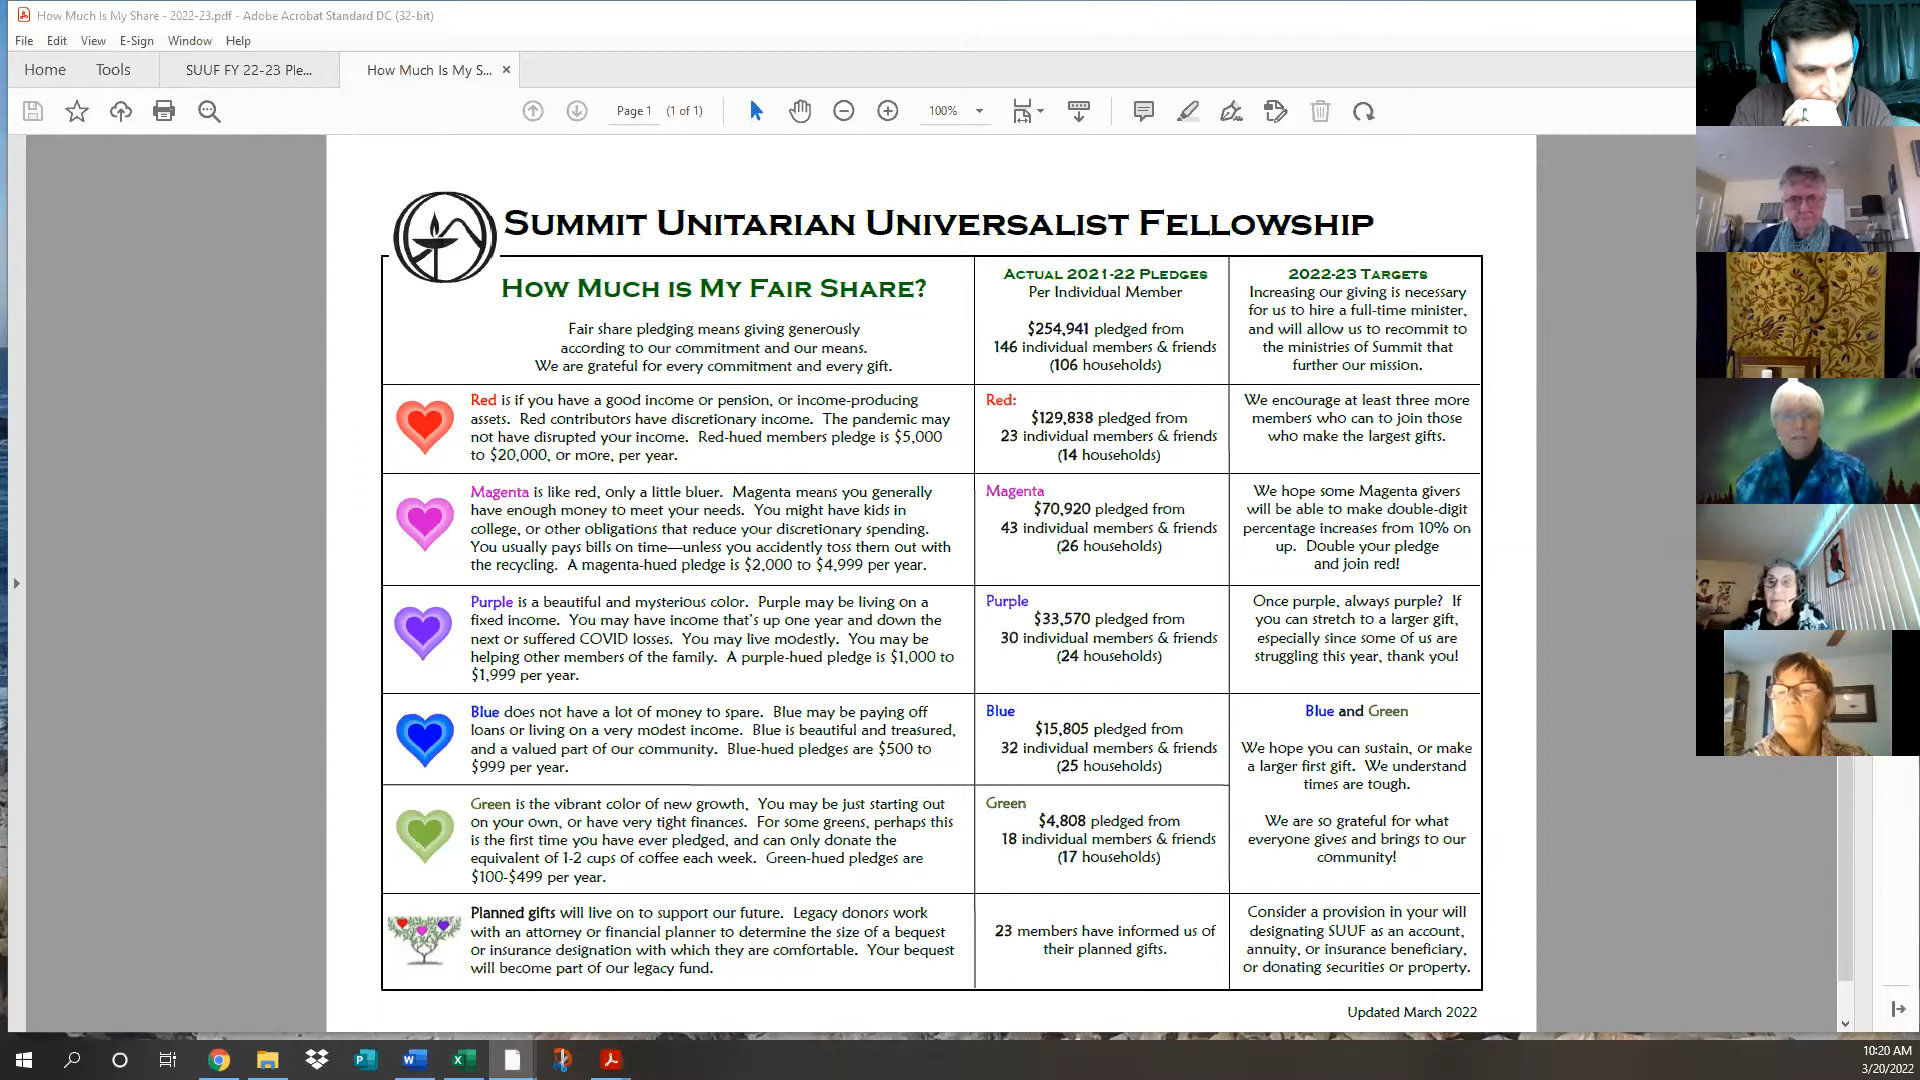 How Much Is My Share - 2022-23.pdf - Adobe Acrobat Standard DC (32-bit)
File Edit View E-Sign Window Help
Home Tools SUUF FY 22-23 Ple... How Much Is My S... ×
Page 1 (1 of 1) 100%
SUMMIT UNITARIAN UNIVERSALIST FELLOWSHIP
HOW MUCH IS MY FAIR SHARE?
Fair share pledging means giving generously
according to our commitment and our means.
We are grateful for every commitment and every gift.
ACTUAL 2021-22 PLEDGES
Per Individual Member
$254,941 pledged from
146 individual members & friends
(106 households)
2022-23 TARGETS
Increasing our giving is necessary
for us to hire a full-time minister,
and will allow us to recommit to
the ministries of Summit that
further our mission.
Red is if you have a good income or pension, or income-producing
assets. Red contributors have discretionary income. The pandemic may
not have disrupted your income. Red-hued members pledge is $5,000
to $20,000, or more, per year.
Red:
$129,838 pledged from
23 individual members & friends
(14 households)
We encourage at least three more
members who can to join those
who make the largest gifts.
Magenta is like red, only a little bluer. Magenta means you generally
have enough money to meet your needs. You might have kids in
college, or other obligations that reduce your discretionary spending.
You usually pays bills on time—unless you accidently toss them out with
the recycling. A magenta-hued pledge is $2,000 to $4,999 per year.
Magenta
$70,920 pledged from
43 individual members & friends
(26 households)
We hope some Magenta givers
will be able to make double-digit
percentage increases from 10% on
up. Double your pledge
and join red!
Purple is a beautiful and mysterious color. Purple may be living on a
fixed income. You may have income that's up one year and down the
next or suffered COVID losses. You may live modestly. You may be
helping other members of the family. A purple-hued pledge is $1,000 to
$1,999 per year.
Purple
$33,570 pledged from
30 individual members & friends
(24 households)
Once purple, always purple? If
you can stretch to a larger gift,
especially since some of us are
struggling this year, thank you!
Blue does not have a lot of money to spare. Blue may be paying off
loans or living on a very modest income. Blue is beautiful and treasured,
and a valued part of our community. Blue-hued pledges are $500 to
$999 per year.
Blue
$15,805 pledged from
32 individual members & friends
(25 households)
Blue and Green
We hope you can sustain, or make
a larger first gift. We understand
times are tough.
We are so grateful for what
everyone gives and brings to our
community!
Green is the vibrant color of new growth, You may be just starting out
on your own, or have very tight finances. For some greens, perhaps this
is the first time you have ever pledged, and can only donate the
equivalent of 1-2 cups of coffee each week. Green-hued pledges are
$100-$499 per year.
Green
$4,808 pledged from
18 individual members & friends
(17 households)
Planned gifts will live on to support our future. Legacy donors work
with an attorney or financial planner to determine the size of a bequest
or insurance designation with which they are comfortable. Your bequest
will become part of our legacy fund.
23 members have informed us of
their planned gifts.
Consider a provision in your will
designating SUUF as an account,
annuity, or insurance beneficiary,
or donating securities or property.
Updated March 2022
10:20 AM
3/20/2022